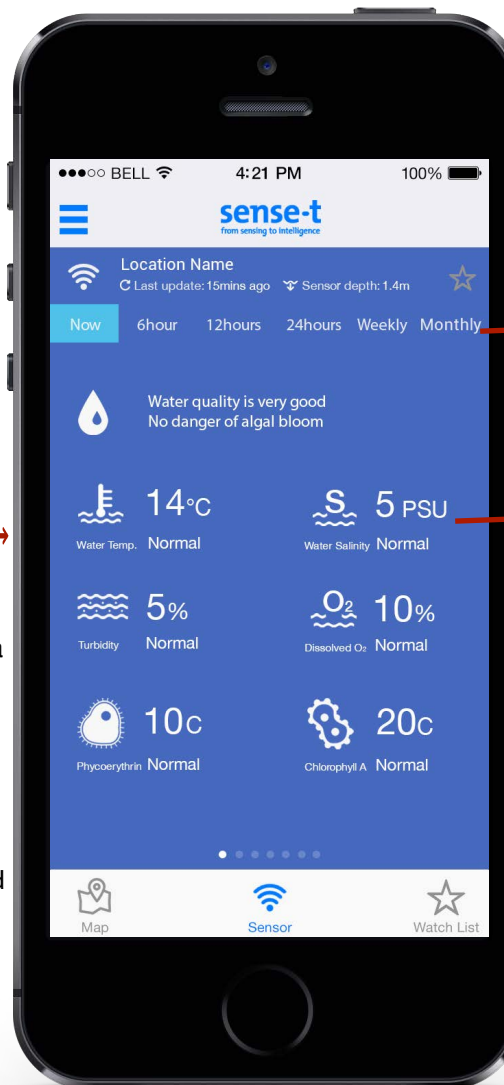 BELL 4:21 PM 100%
sense-t
from sensing to intelligence
Location Name
Last update: 15mins ago Sensor depth: 1.4m
Now 6hour 12hours 24hours Weekly Monthly
Water quality is very good
No danger of algal bloom
14°C
Water Temp. Normal
S 5 PSU
Water Salinity Normal
5%
Turbidity Normal
O₂ 10%
Dissolved O₂ Normal
10C
Phycoerythrin Normal
20C
Chlorophyll A Normal
Map Sensor Watch List